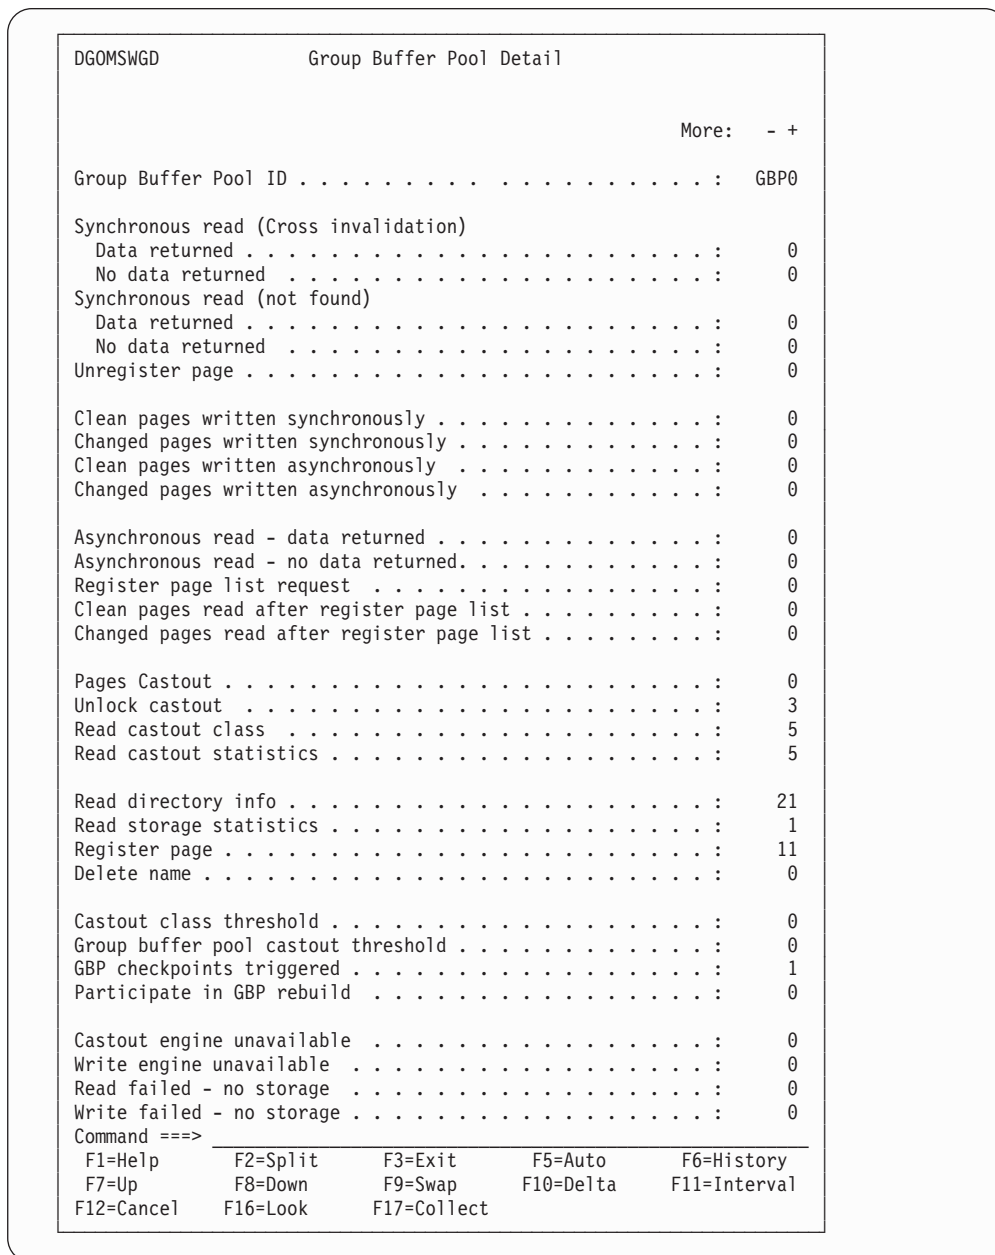 DGOMSWGD Group Buffer Pool Detail
More: - +
Group Buffer Pool ID . . . . . . . . . . . . . . . . . . . . : GBP0
Synchronous read (Cross invalidation)
Data returned . . . . . . . . . . . . . . . . . . . . . . : 0
No data returned . . . . . . . . . . . . . . . . . . . . : 0
Synchronous read (not found)
Data returned . . . . . . . . . . . . . . . . . . . . . . : 0
No data returned . . . . . . . . . . . . . . . . . . . . : 0
Unregister page . . . . . . . . . . . . . . . . . . . . . . : 0
Clean pages written synchronously . . . . . . . . . . . . . : 0
Changed pages written synchronously . . . . . . . . . . . . : 0
Clean pages written asynchronously . . . . . . . . . . . . : 0
Changed pages written asynchronously . . . . . . . . . . . : 0
Asynchronous read - data returned . . . . . . . . . . . . . : 0
Asynchronous read - no data returned. . . . . . . . . . . . : 0
Register page list request . . . . . . . . . . . . . . . . : 0
Clean pages read after register page list . . . . . . . . . : 0
Changed pages read after register page list . . . . . . . . : 0
Pages Castout . . . . . . . . . . . . . . . . . . . . . . . : 0
Unlock castout . . . . . . . . . . . . . . . . . . . . . . : 3
Read castout class . . . . . . . . . . . . . . . . . . . . : 5
Read castout statistics . . . . . . . . . . . . . . . . . . : 5
Read directory info . . . . . . . . . . . . . . . . . . . . : 21
Read storage statistics . . . . . . . . . . . . . . . . . . : 1
Register page . . . . . . . . . . . . . . . . . . . . . . . : 11
Delete name . . . . . . . . . . . . . . . . . . . . . . . . : 0
Castout class threshold . . . . . . . . . . . . . . . . . . : 0
Group buffer pool castout threshold . . . . . . . . . . . . : 0
GBP checkpoints triggered . . . . . . . . . . . . . . . . . : 1
Participate in GBP rebuild . . . . . . . . . . . . . . . . : 0
Castout engine unavailable . . . . . . . . . . . . . . . . : 0
Write engine unavailable . . . . . . . . . . . . . . . . . : 0
Read failed - no storage . . . . . . . . . . . . . . . . . : 0
Write failed - no storage . . . . . . . . . . . . . . . . . : 0
Command ===>
F1=Help F2=Split F3=Exit F5=Auto F6=History
F7=Up F8=Down F9=Swap F10=Delta F11=Interval
F12=Cancel F16=Look F17=Collect